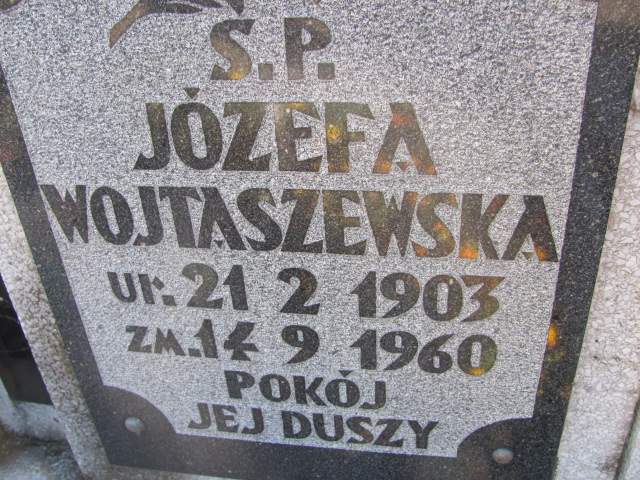 Ś.P.
JÓZEFA
WOJTASZEWSKA
ur. 21 2 1903
zm. 14 9 1960
POKÓJ
JEJ DUSZY